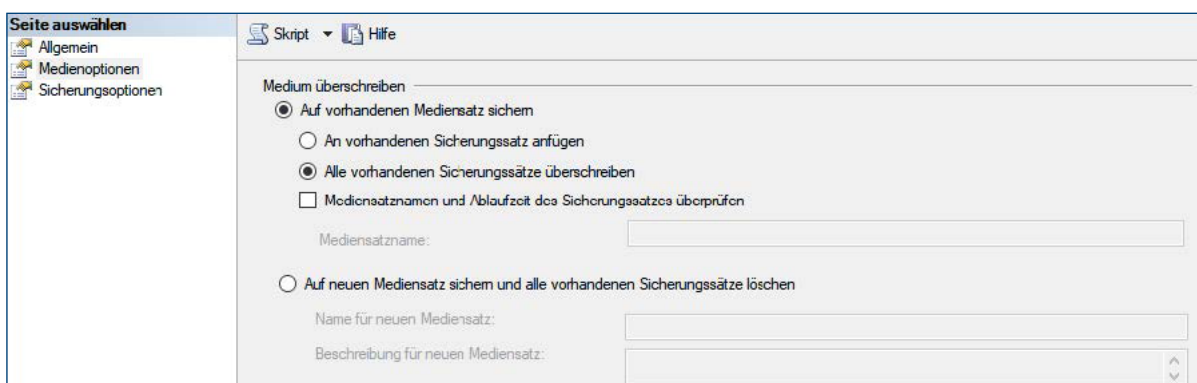 Seite auswählen
Allgemein
Medienoptionen
Sicherungsoptionen
Skript Hilfe
Medium überschreiben
Auf vorhandenen Mediensatz sichern
An vorhandenen Sicherungssatz anfügen
Alle vorhandenen Sicherungssätze überschreiben
Mediensatznamen und Ablaufzeit des Sicherungssatzes überprüfen
Mediensatzname:
Auf neuen Mediensatz sichern und alle vorhandenen Sicherungssätze löschen
Name für neuen Mediensatz:
Beschreibung für neuen Mediensatz: